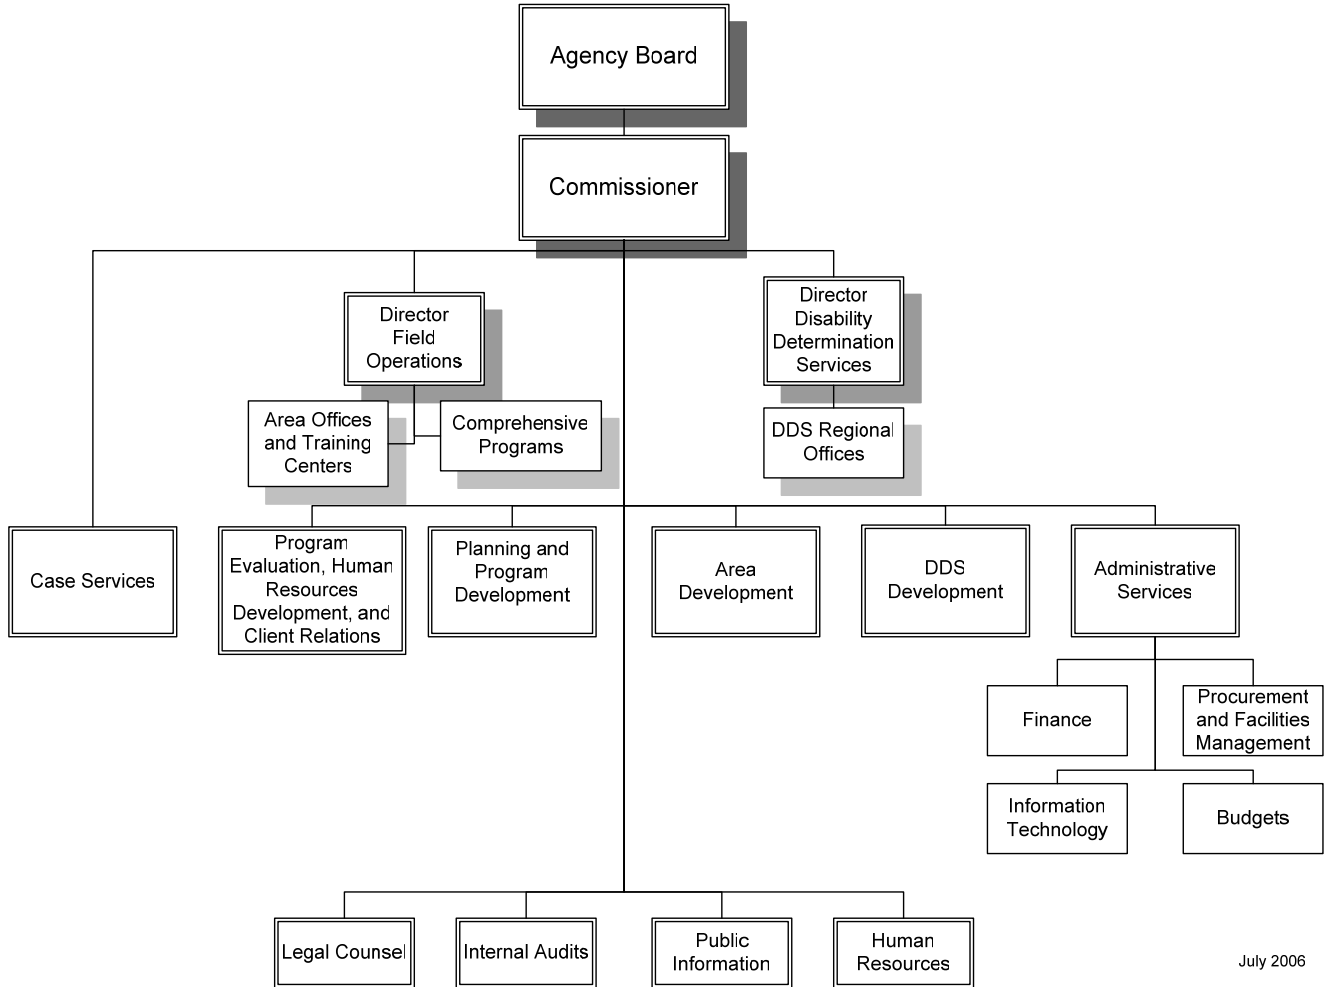 Agency Board
Commissioner
Director
Field
Operations
Director
Disability
Determination
Services
Area Offices
and Training
Centers
Comprehensive
Programs
DDS Regional
Offices
Case Services
Program
Evaluation, Human
Resources
Development, and
Client Relations
Planning and
Program
Development
Area
Development
DDS
Development
Administrative
Services
Finance
Procurement
and Facilities
Management
Information
Technology
Budgets
Legal Counsel
Internal Audits
Public
Information
Human
Resources
July 2006